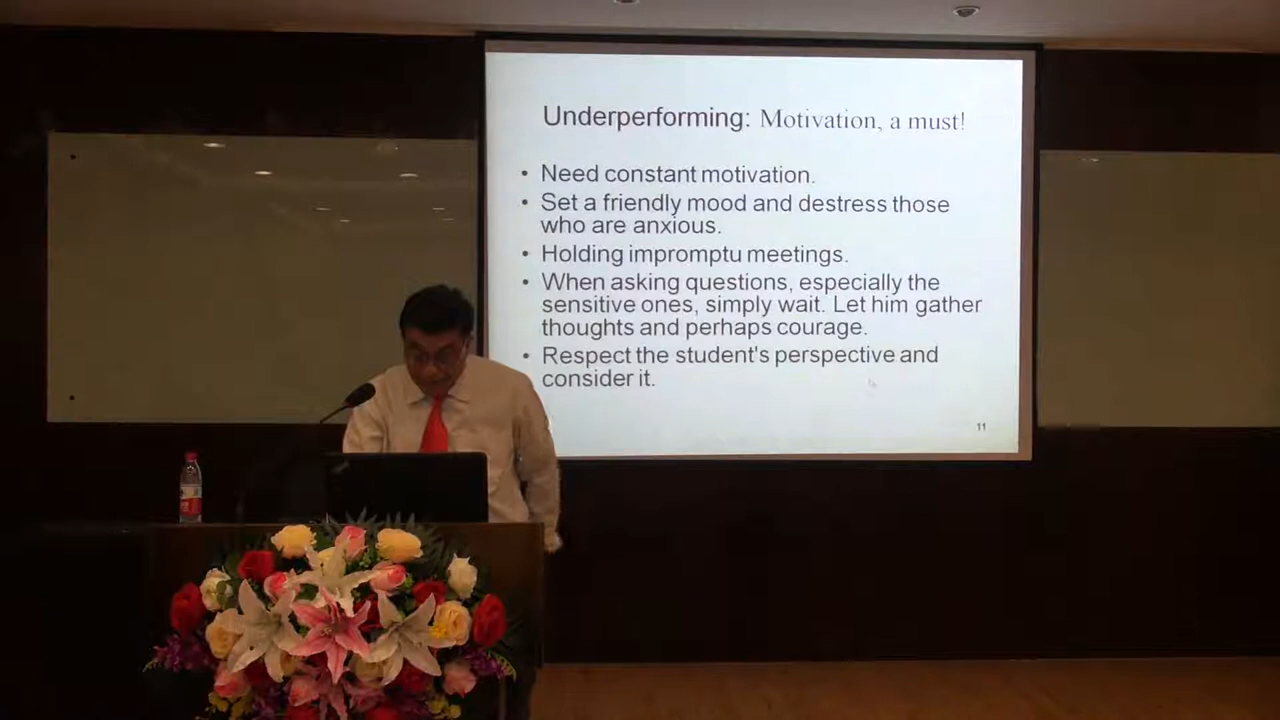 Underperforming: Motivation, a must!
• Need constant motivation.
• Set a friendly mood and destress those
who are anxious.
• Holding impromptu meetings.
• When asking questions, especially the
sensitive ones, simply wait. Let him gather
thoughts and perhaps courage.
• Respect the student's perspective and
consider it.
11